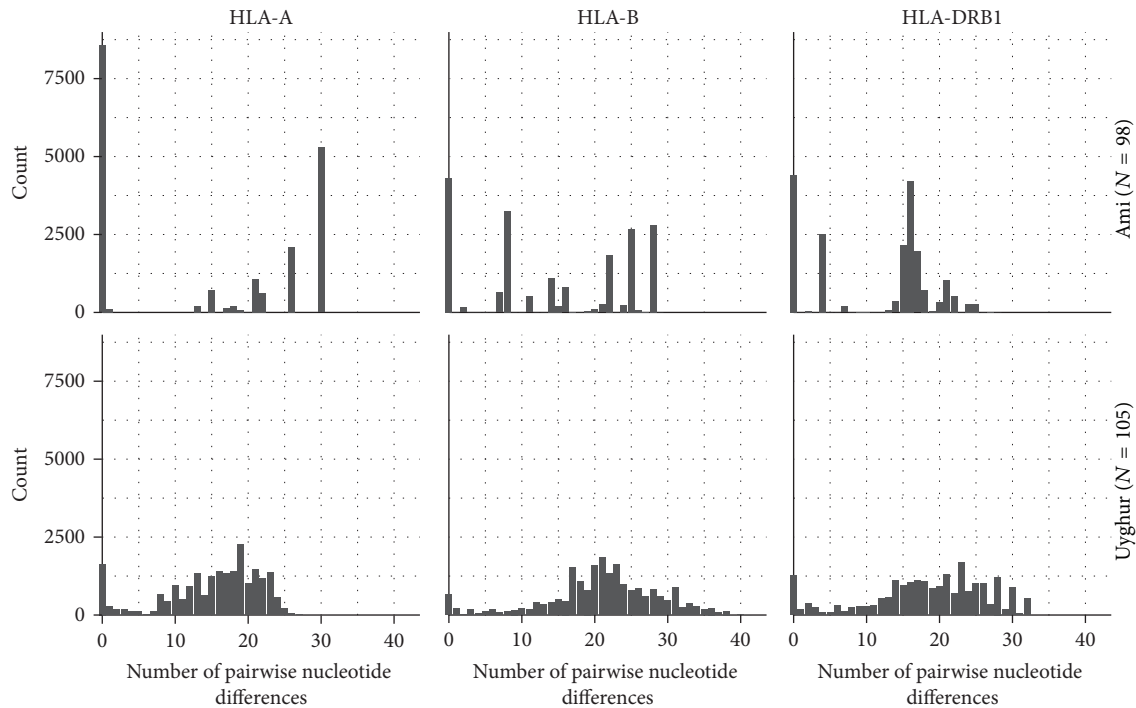 HLA-A
HLA-B
HLA-DRB1
7500
5000
2500
0
Count
Ami (N = 98)
7500
5000
2500
0
Count
Uyghur (N = 105)
0 10 20 30 40
0 10 20 30 40
0 10 20 30 40
Number of pairwise nucleotide
differences
Number of pairwise nucleotide
differences
Number of pairwise nucleotide
differences